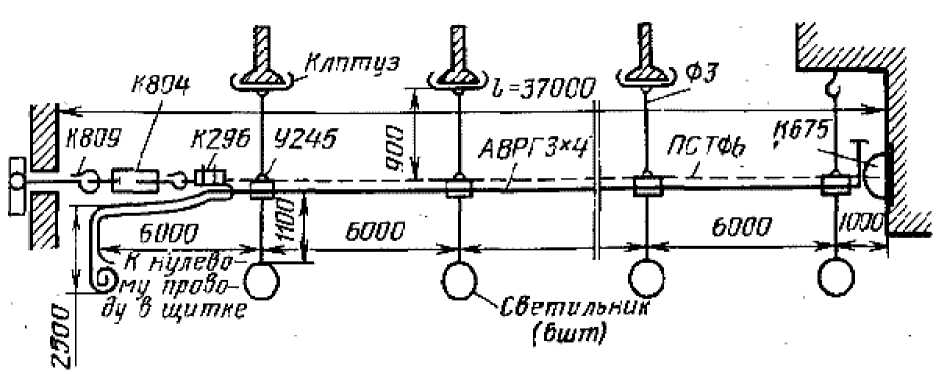 Клптуз
К804
Ф3
l=37000
К809
К296
У245
900
АВРГ3×4
ПСТФ6
К675
6000
1100
6000
6000
1000
К нулево-
му прово-
ду в щитке
2500
Светильник
(6шт)